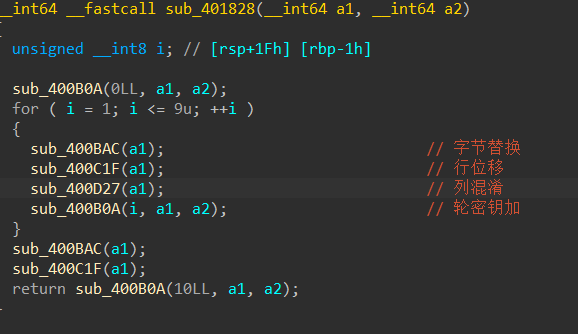 __int64 __fastcall sub_401828(__int64 a1, __int64 a2)
{
unsigned __int8 i; // [rsp+1Fh] [rbp-1h]
sub_400B0A(0LL, a1, a2);
for ( i = 1; i <= 9u; ++i )
{
sub_400BAC(a1); // 字节替换
sub_400C1F(a1); // 行位移
sub_400D27(a1); // 列混淆
sub_400B0A(i, a1, a2); // 轮密钥加
}
sub_400BAC(a1);
sub_400C1F(a1);
return sub_400B0A(10LL, a1, a2);